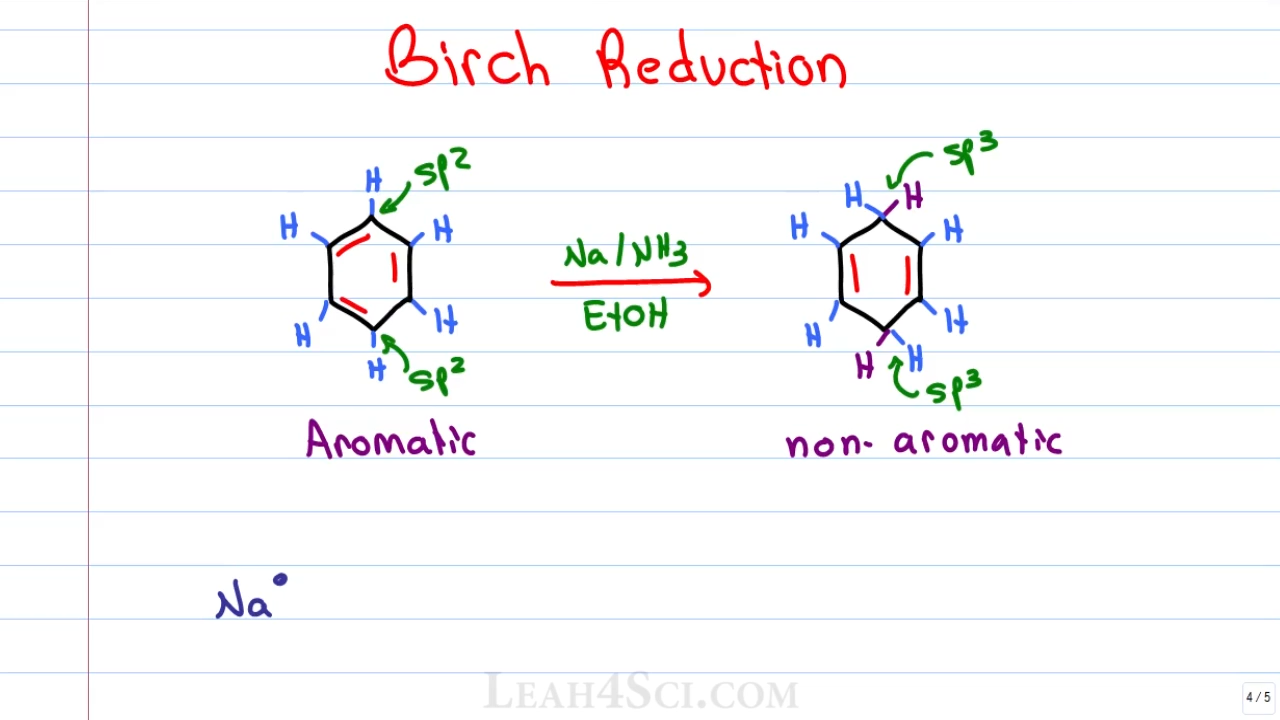 Birch Reduction
sp2
sp3
H
H H
H H
H H
H H
Na/NH3
EtOH
H H
H H
H H
sp2
sp3
Aromatic
non-aromatic
Na•
LEAH4SCI.COM
4/5